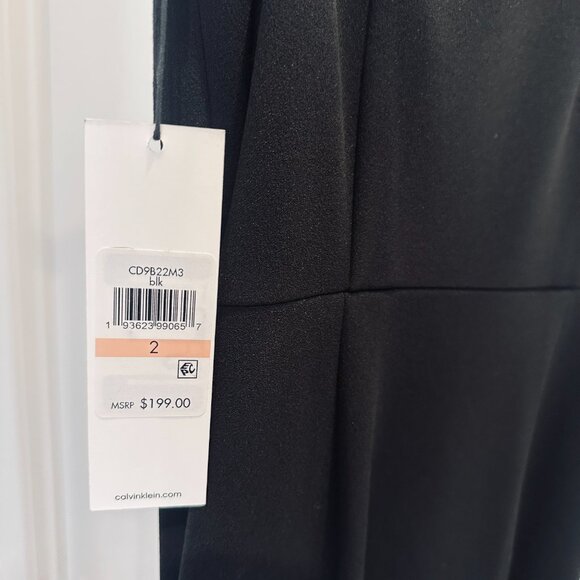 CD9B22M3
blk
1 93623 99065 7
2
MSRP $199.00
calvinklein.com